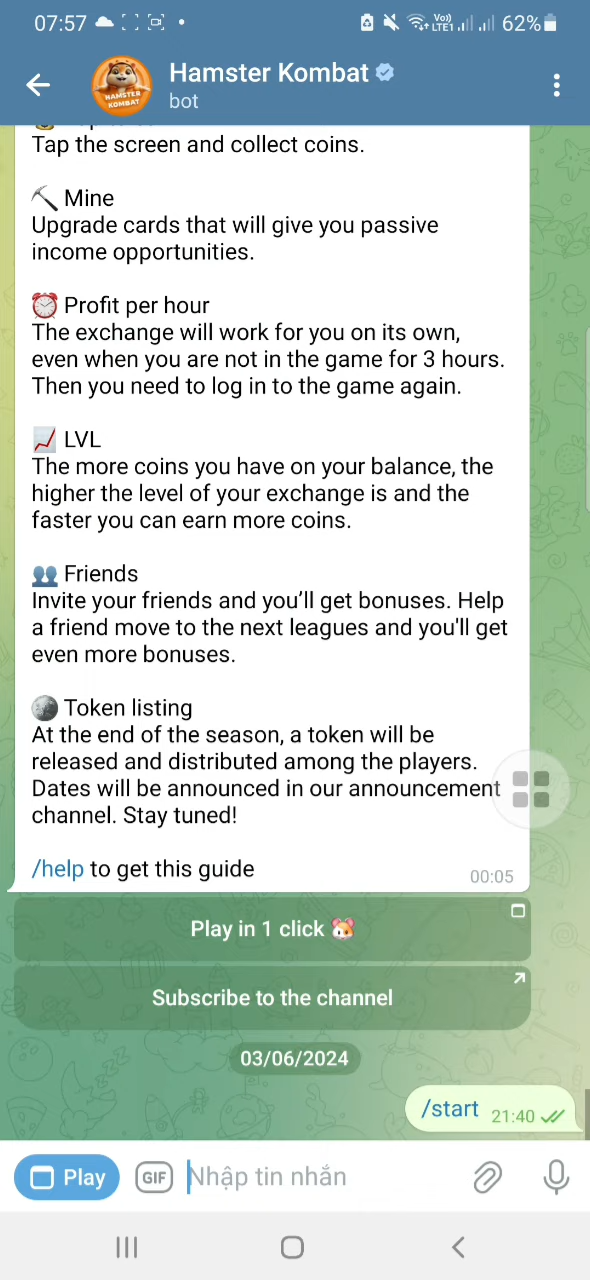 07:57
Vo))
LTE1
62%
HAMSTER
KOMBAT
Hamster Kombat
bot
Tap the screen and collect coins.
Mine
Upgrade cards that will give you passive
income opportunities.
Profit per hour
The exchange will work for you on its own,
even when you are not in the game for 3 hours.
Then you need to log in to the game again.
LVL
The more coins you have on your balance, the
higher the level of your exchange is and the
faster you can earn more coins.
Friends
Invite your friends and you’ll get bonuses. Help
a friend move to the next leagues and you'll get
even more bonuses.
Token listing
At the end of the season, a token will be
released and distributed among the players.
Dates will be announced in our announcement
channel. Stay tuned!
/help to get this guide
00:05
Play in 1 click
Subscribe to the channel
03/06/2024
/start 21:40
Play
GIF
Nhập tin nhắn